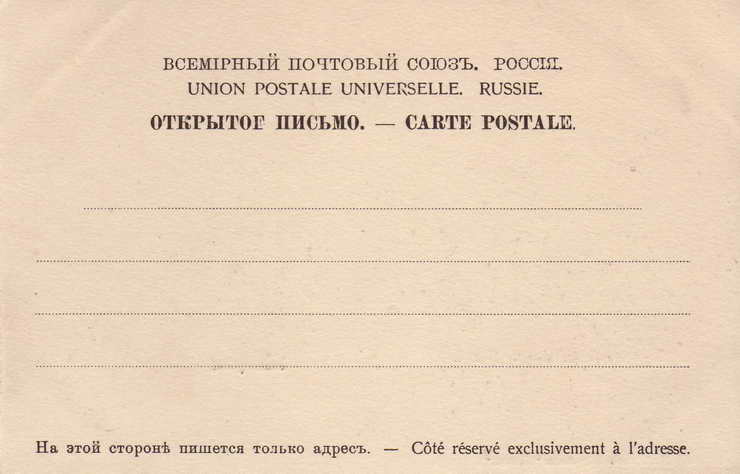 ВСЕМІРНЫЙ ПОЧТОВЫЙ СОЮЗЪ. РОССІЯ.
UNION POSTALE UNIVERSELLE. RUSSIE.
ОТКРЫТОЕ ПИСЬМО. — CARTE POSTALE.
На этой сторонѣ пишется только адресъ. — Côté réservé exclusivement à l'adresse.